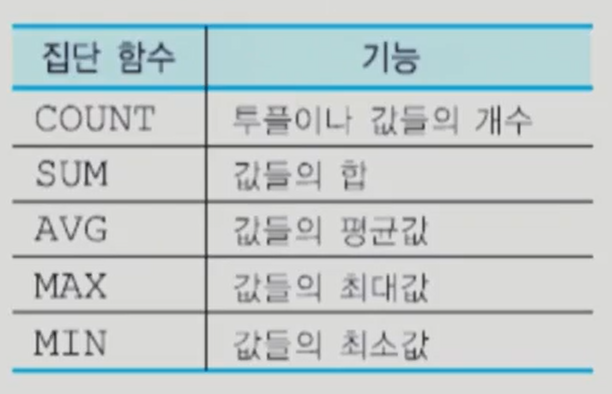 집단 함수 기능
COUNT 투플이나 값들의 개수
SUM 값들의 합
AVG 값들의 평균값
MAX 값들의 최대값
MIN 값들의 최소값